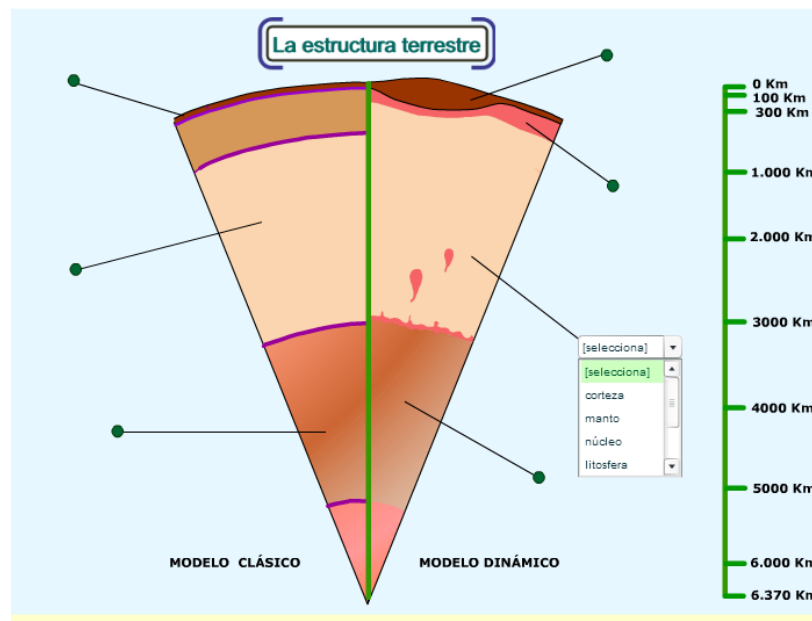 La estructura terrestre
0 Km
100 Km
300 Km
1.000 Km
2.000 Km
3000 Km
[selecciona]
[selecciona]
corteza
manto
núcleo
litosfera
4000 Km
5000 Km
MODELO CLÁSICO
MODELO DINÁMICO
6.000 Km
6.370 Km